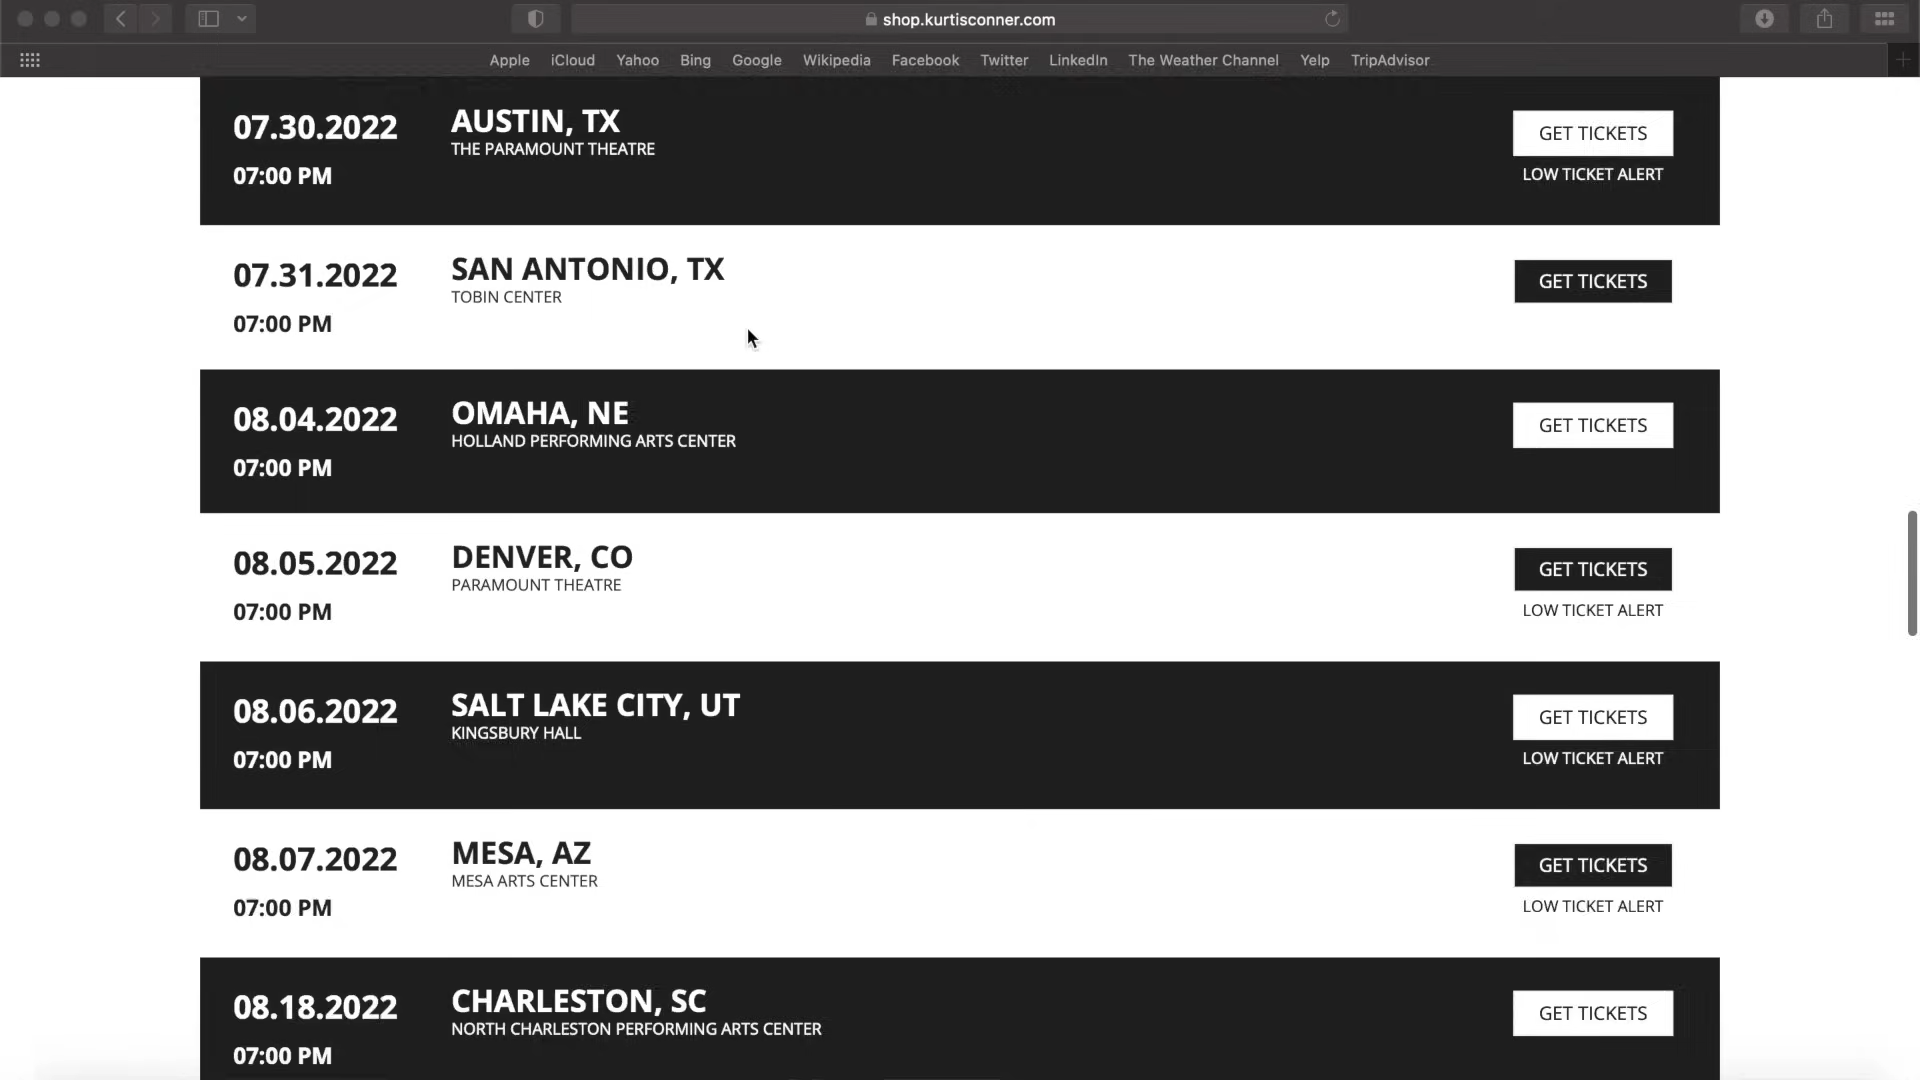 shop.kurtisconner.com
Apple iCloud Yahoo Bing Google Wikipedia Facebook Twitter LinkedIn The Weather Channel Yelp TripAdvisor
07.30.2022
AUSTIN, TX
THE PARAMOUNT THEATRE
07:00 PM
GET TICKETS
LOW TICKET ALERT
07.31.2022
SAN ANTONIO, TX
TOBIN CENTER
07:00 PM
GET TICKETS
08.04.2022
OMAHA, NE
HOLLAND PERFORMING ARTS CENTER
07:00 PM
GET TICKETS
08.05.2022
DENVER, CO
PARAMOUNT THEATRE
07:00 PM
GET TICKETS
LOW TICKET ALERT
08.06.2022
SALT LAKE CITY, UT
KINGSBURY HALL
07:00 PM
GET TICKETS
LOW TICKET ALERT
08.07.2022
MESA, AZ
MESA ARTS CENTER
07:00 PM
GET TICKETS
LOW TICKET ALERT
08.18.2022
CHARLESTON, SC
NORTH CHARLESTON PERFORMING ARTS CENTER
07:00 PM
GET TICKETS